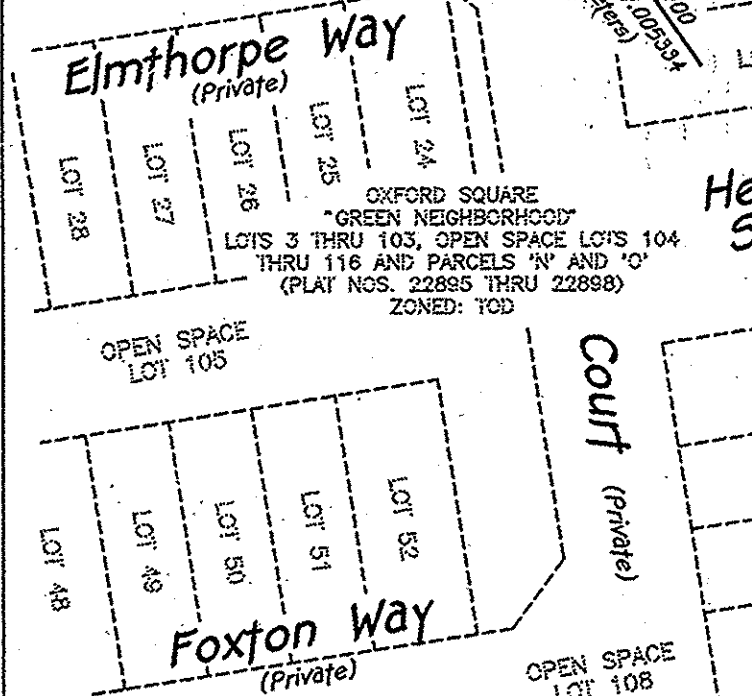 Elmthorpe Way
(Private)
LOT 28
LOT 27
LOT 26
LOT 25
LOT 24
OXFORD SQUARE
"GREEN NEIGHBORHOOD"
LOTS 3 THRU 103, OPEN SPACE LOTS 104
THRU 116 AND PARCELS 'N' AND 'O'
(PLAT NOS. 22895 THRU 22898)
ZONED: TOD
OPEN SPACE
LOT 105
Court (Private)
LOT 48
LOT 49
LOT 50
LOT 51
LOT 52
Foxton Way
(Private)
OPEN SPACE
LOT 108